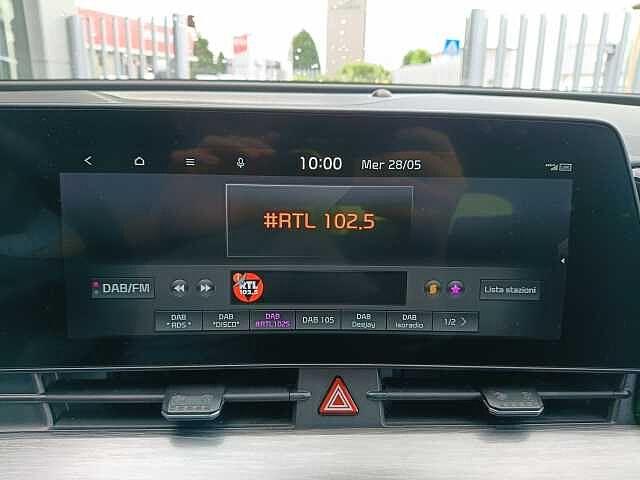 10:00 Mer 28/05
#RTL 102.5
DAB/FM
RTL
102.5
Lista stazioni
DAB
"RDS"
DAB
"DISCO"
DAB
#RTL1025
DAB 105
DAB
Deejay
DAB
Isoradio
1/2